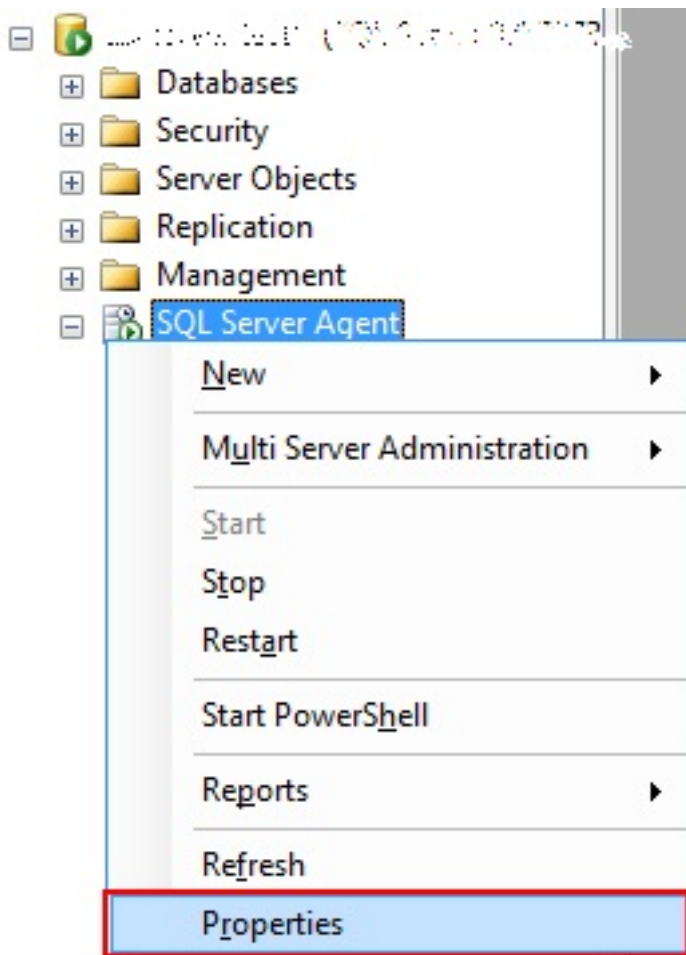 Databases
Security
Server Objects
Replication
Management
SQL Server Agent
New
Multi Server Administration
Start
Stop
Restart
Start PowerShell
Reports
Refresh
Properties